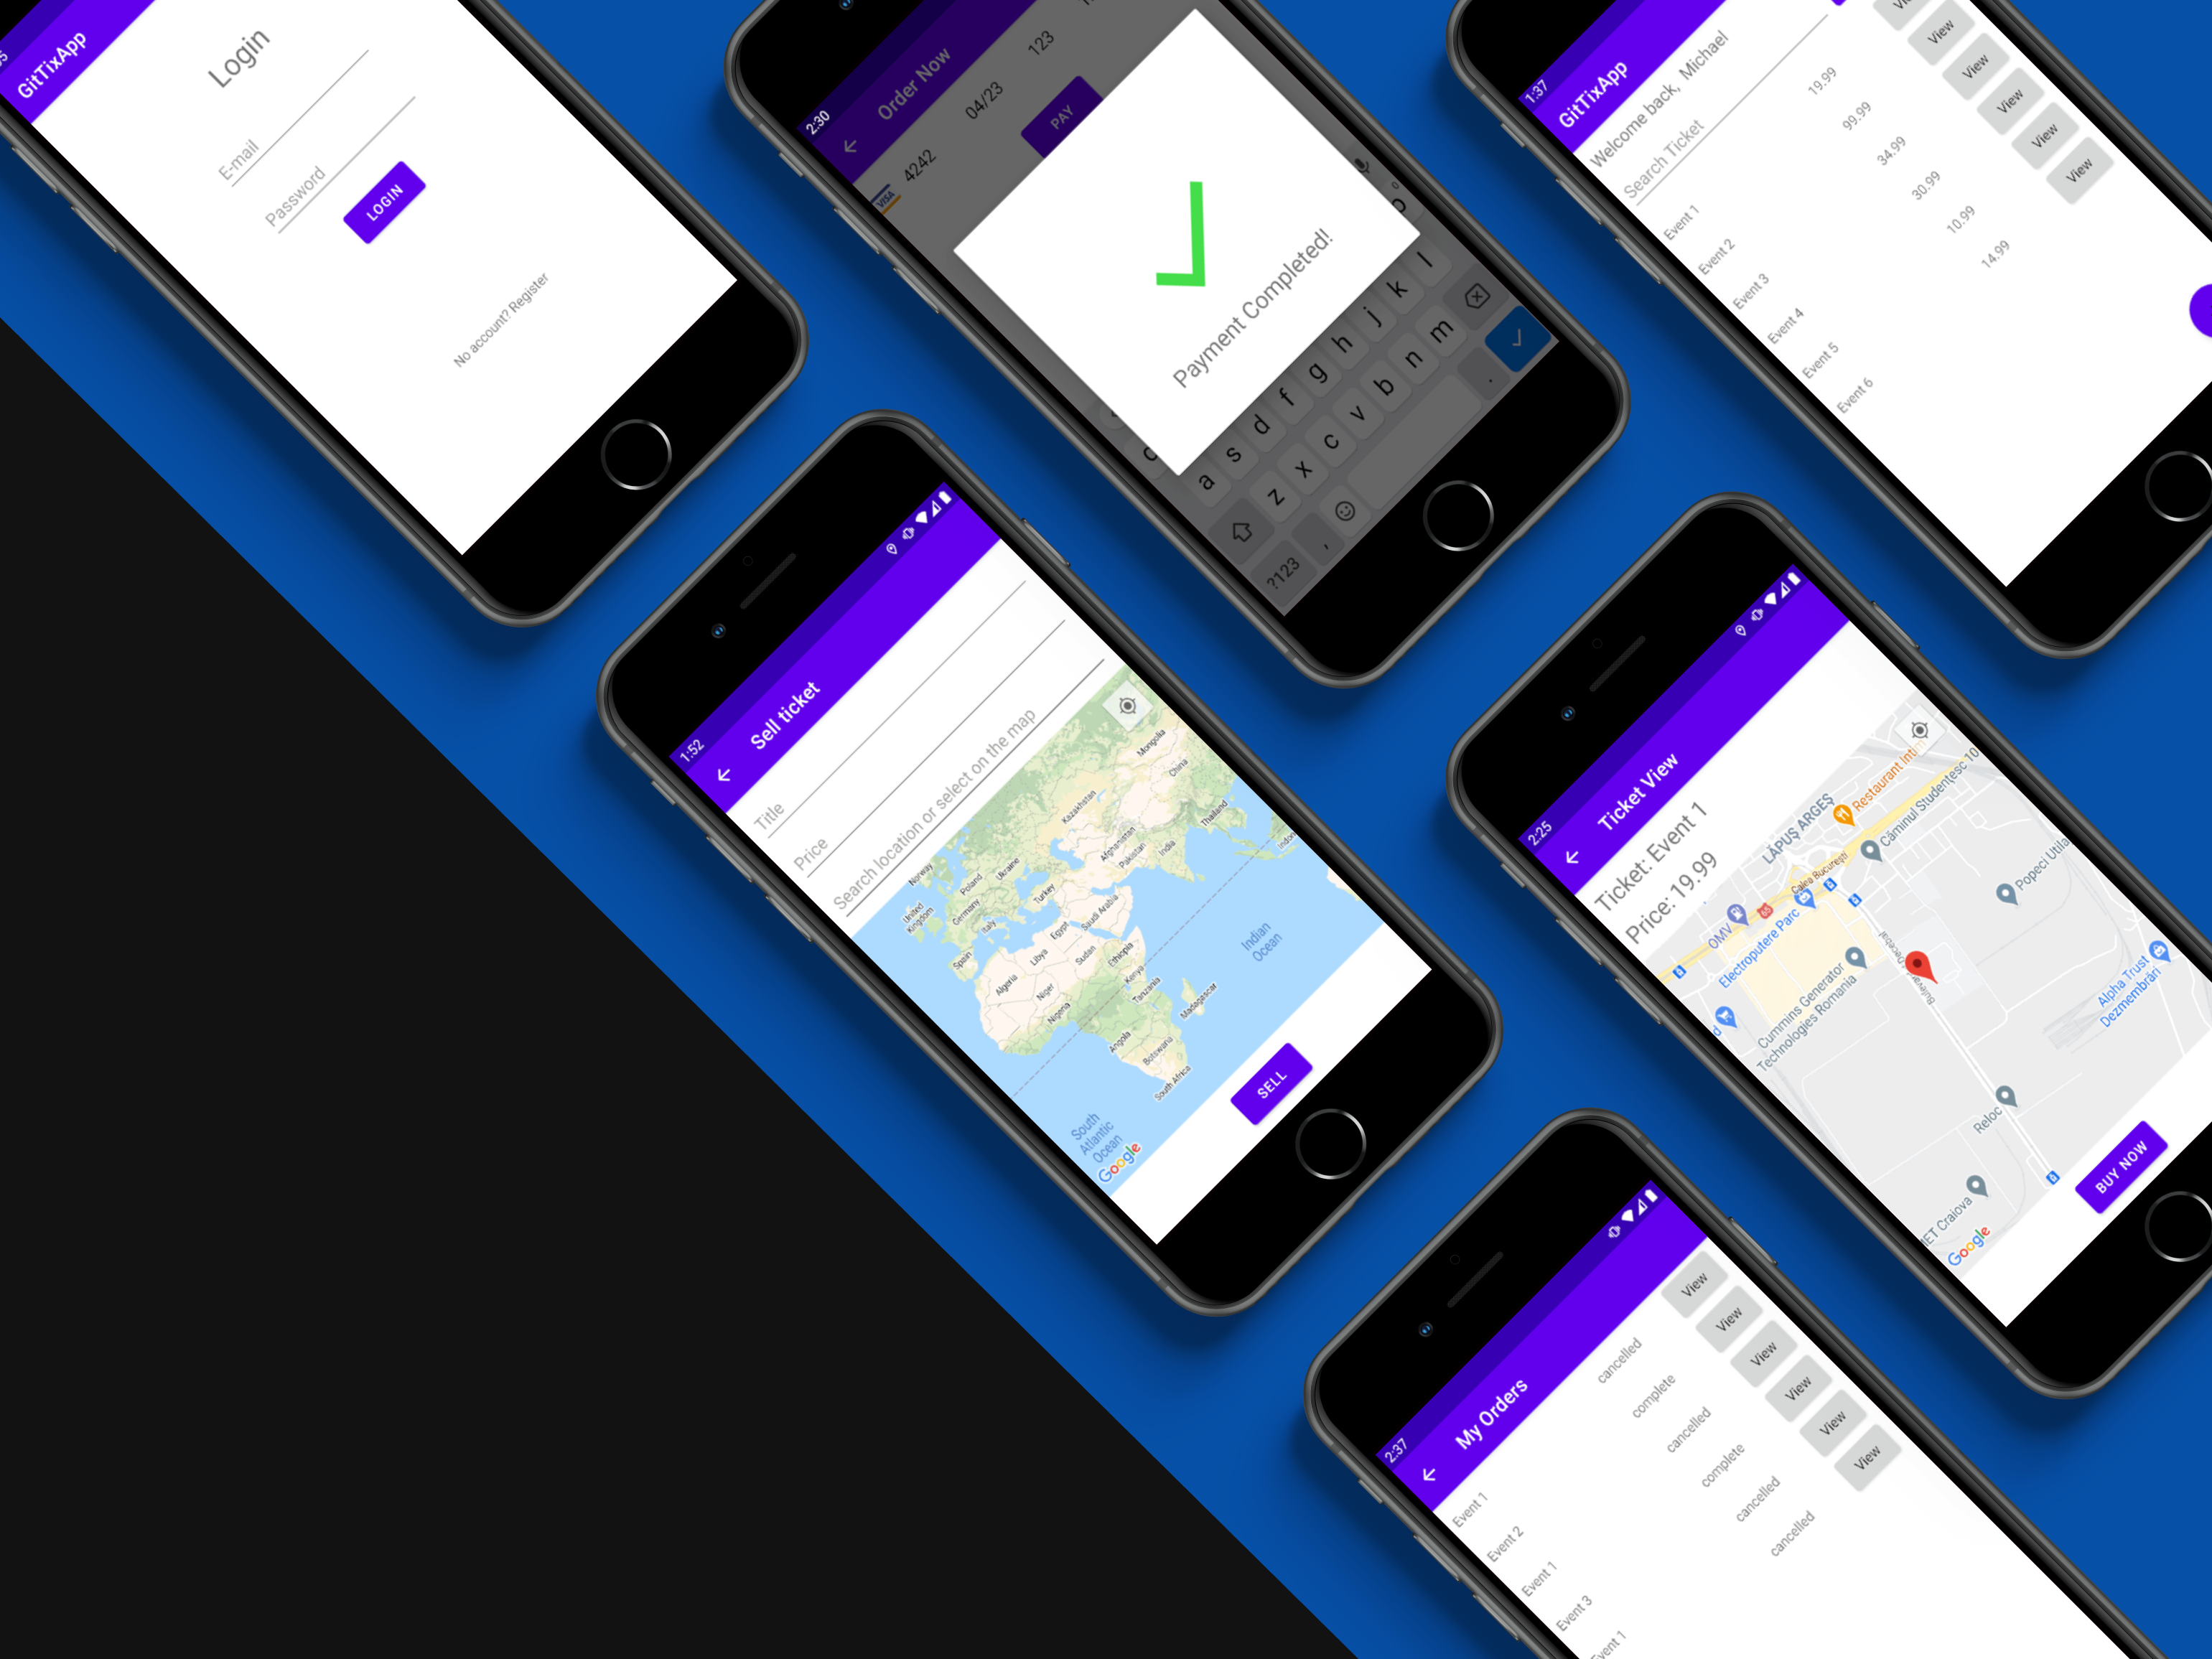 GitTixApp
Login
E-mail
Password
LOGIN
No account? Register
2:30
Order Now
VISA
4242
04/23
123
PAY
Payment Completed!
a s d f g h j k l
z x c v b n m
?123 , .
1:37
GitTixApp
Welcome back, Michael
Search Ticket
View
Event 1 19.99 View
Event 2 99.99 View
Event 3 34.99 View
Event 4 30.99 View
Event 5 10.99 View
Event 6 14.99
1:52
Sell ticket
Title
Price
Search location or select on the map
Norway
United
Kingdom
Poland
Germany
Ukraine
Kazakhstan
Mongolia
China
Spain
Italy
Turkey
Afghanistan
Pakistan
India
Thailand
Algeria
Libya
Egypt
Saudi Arabia
Niger
Sudan
Nigeria
Ethiopia
Kenya
Tanzania
Angola
Botswana
Madagascar
South Africa
Indian
Ocean
South
Atlantic
Ocean
Google
SELL
2:25
Ticket View
Ticket: Event 1
Price: 19.99
LĂPUȘ ARGEȘ
Căminul Studențesc 10
Calea București
OMV
Electroputere Parc
Popeci Utila
Cummins Generator
Technologies Romania
Alpha Trust
Dezmembrări
Reloc
Craiova
Google
BUY NOW
2:37
My Orders
Event 1 cancelled View
Event 2 complete View
Event 1 cancelled View
Event 3 complete View
Event 1 cancelled View
cancelled View